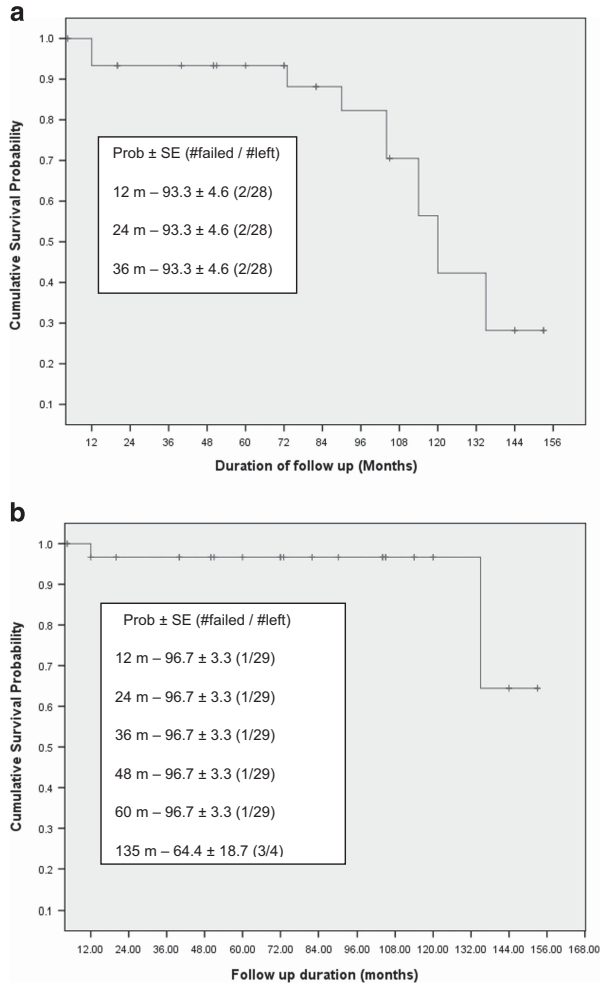 a
1.0
0.9
0.8
0.7
0.6
0.5
0.4
0.3
0.2
0.1
Cumulative Survival Probability
Prob ± SE (#failed / #left)
12 m – 93.3 ± 4.6 (2/28)
24 m – 93.3 ± 4.6 (2/28)
36 m – 93.3 ± 4.6 (2/28)
12 24 36 48 60 72 84 96 108 120 132 144 156
Duration of follow up (Months)
b
1.0
0.9
0.8
0.7
0.6
0.5
0.4
0.3
0.2
0.1
Cumulative Survival Probability
Prob ± SE (#failed / #left)
12 m – 96.7 ± 3.3 (1/29)
24 m – 96.7 ± 3.3 (1/29)
36 m – 96.7 ± 3.3 (1/29)
48 m – 96.7 ± 3.3 (1/29)
60 m – 96.7 ± 3.3 (1/29)
135 m – 64.4 ± 18.7 (3/4)
12.00 24.00 36.00 48.00 60.00 72.00 84.00 96.00 108.00 120.00 132.00 144.00 156.00 168.00
Follow up duration (months)